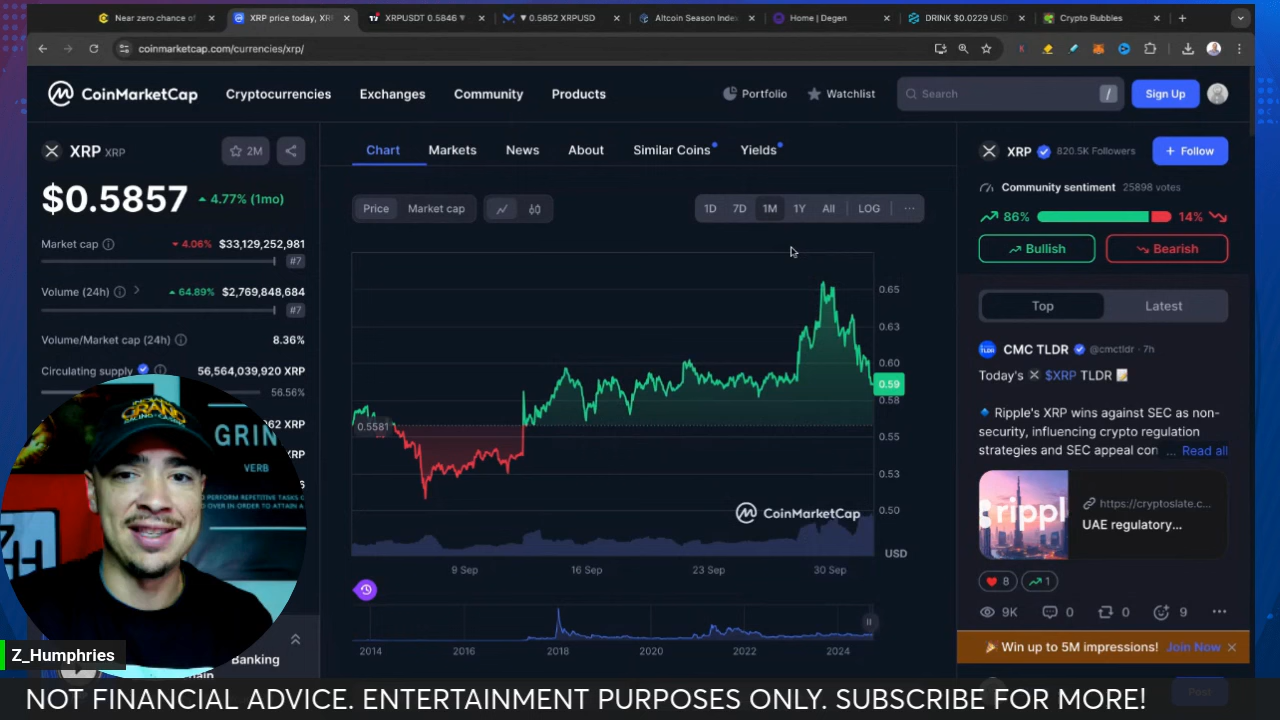 Near zero chance of
XRP price today, XR
XRPUSDT 0.5846 ▼
▼ 0.5852 XRPUSD
Altcoin Season Index
Home | Degen
DRINK $0.0229 USD
Crypto Bubbles
coinmarketcap.com/currencies/xrp/
CoinMarketCap
Cryptocurrencies
Exchanges
Community
Products
Portfolio
Watchlist
Search
/
Sign Up
XRP XRP
2M
$0.5857
4.77% (1mo)
Market cap
4.06% $33,129,252,981
#7
Volume (24h)
64.89% $2,769,848,684
#7
Volume/Market cap (24h)
8.36%
Circulating supply
56,564,039,920 XRP
56.56%
Chart
Markets
News
About
Similar Coins
Yields
Price
Market cap
1D
7D
1M
1Y
All
LOG
0.65
0.63
0.60
0.59
0.58
0.55
0.53
0.50
0.5581
CoinMarketCap
USD
9 Sep
16 Sep
23 Sep
30 Sep
2014
2016
2018
2020
2022
2024
XRP
820.5K Followers
+ Follow
Community sentiment 25898 votes
86%
14%
Bullish
Bearish
Top
Latest
TLDR
CMC TLDR @cmctldr · 7h
Today's $XRP TLDR
Ripple's XRP wins against SEC as non-
security, influencing crypto regulation
strategies and SEC appeal con ... Read all
rippl
https://cryptoslate.c...
UAE regulatory...
8
1
9K
0
0
9
Win up to 5M impressions! Join Now
Post
GRAND
GRIN
VERB
Z_Humphries
Banking
NOT FINANCIAL ADVICE. ENTERTAINMENT PURPOSES ONLY. SUBSCRIBE FOR MORE!